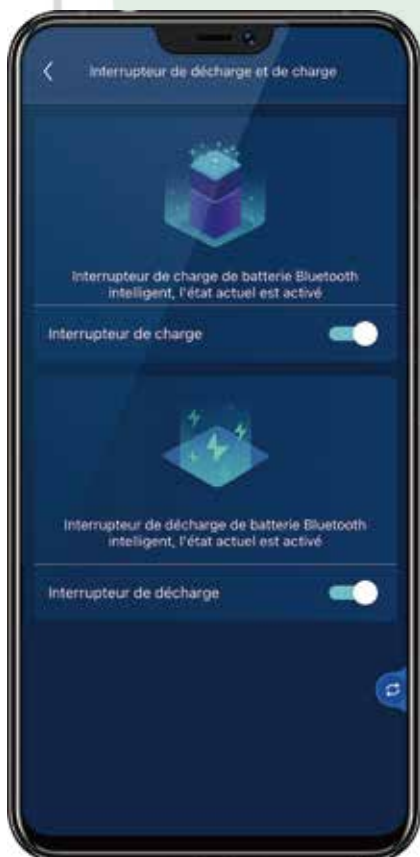 Interrupteur de décharge et de charge
Interrupteur de charge de batterie Bluetooth
intelligent, l'état actuel est activé
Interrupteur de charge
Interrupteur de décharge de batterie Bluetooth
intelligent, l'état actuel est activé
Interrupteur de décharge